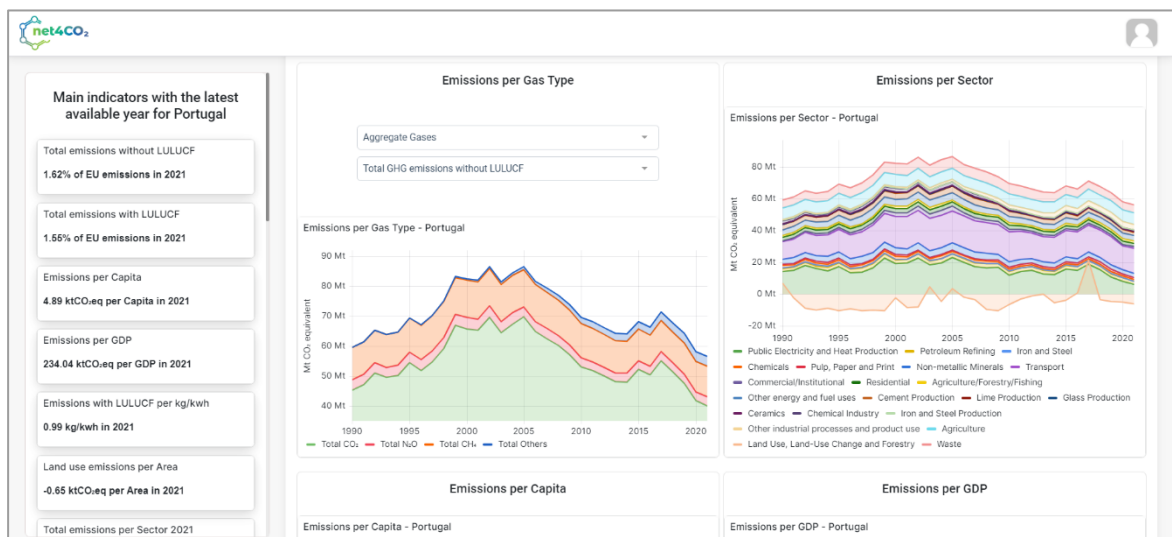 net4CO₂
Main indicators with the latest
available year for Portugal
Total emissions without LULUCF
1.62% of EU emissions in 2021
Total emissions with LULUCF
1.55% of EU emissions in 2021
Emissions per Capita
4.89 ktCO₂eq per Capita in 2021
Emissions per GDP
234.04 ktCO₂eq per GDP in 2021
Emissions with LULUCF per kg/kwh
0.99 kg/kwh in 2021
Land use emissions per Area
-0.65 ktCO₂eq per Area in 2021
Total emissions per Sector 2021
Emissions per Gas Type
Aggregate Gases
Total GHG emissions without LULUCF
Emissions per Gas Type - Portugal
90 Mt
80 Mt
70 Mt
60 Mt
50 Mt
40 Mt
Mt CO₂ equivalent
1990 1995 2000 2005 2010 2015 2020
Total CO₂ Total N₂O Total CH₄ Total Others
Emissions per Sector
Emissions per Sector - Portugal
80 Mt
60 Mt
40 Mt
20 Mt
0 Mt
-20 Mt
Mt CO₂ equivalent
1990 1995 2000 2005 2010 2015 2020
Public Electricity and Heat Production Petroleum Refining Iron and Steel
Chemicals Pulp, Paper and Print Non-metallic Minerals Transport
Commercial/Institutional Residential Agriculture/Forestry/Fishing
Other energy and fuel uses Cement Production Lime Production Glass Production
Ceramics Chemical Industry Iron and Steel Production
Other industrial processes and product use Agriculture
Land Use, Land-Use Change and Forestry Waste
Emissions per Capita
Emissions per Capita - Portugal
Emissions per GDP
Emissions per GDP - Portugal